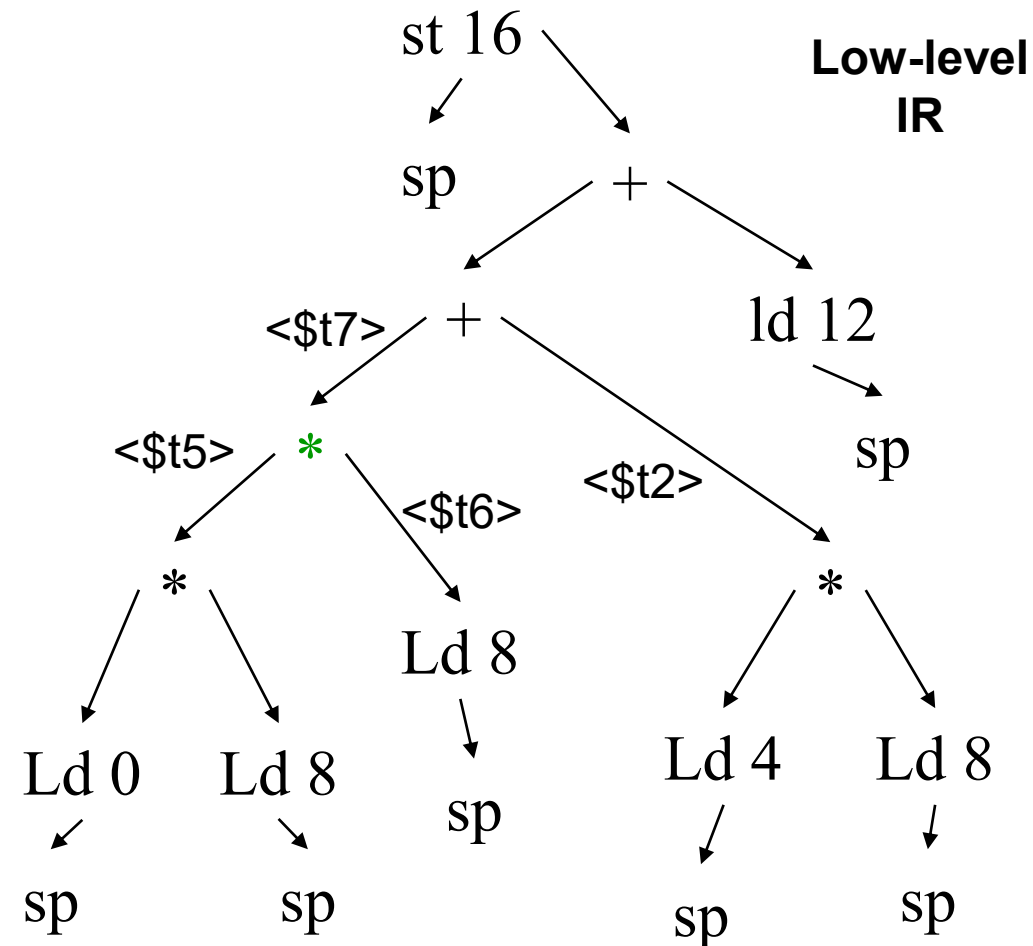 st 16
Low-level
IR
sp
+
<$t7>
+
ld 12
<$t5>
*
<$t2>
sp
<$t6>
*
*
Ld 8
Ld 0
Ld 8
Ld 4
Ld 8
sp
sp
sp
sp
sp